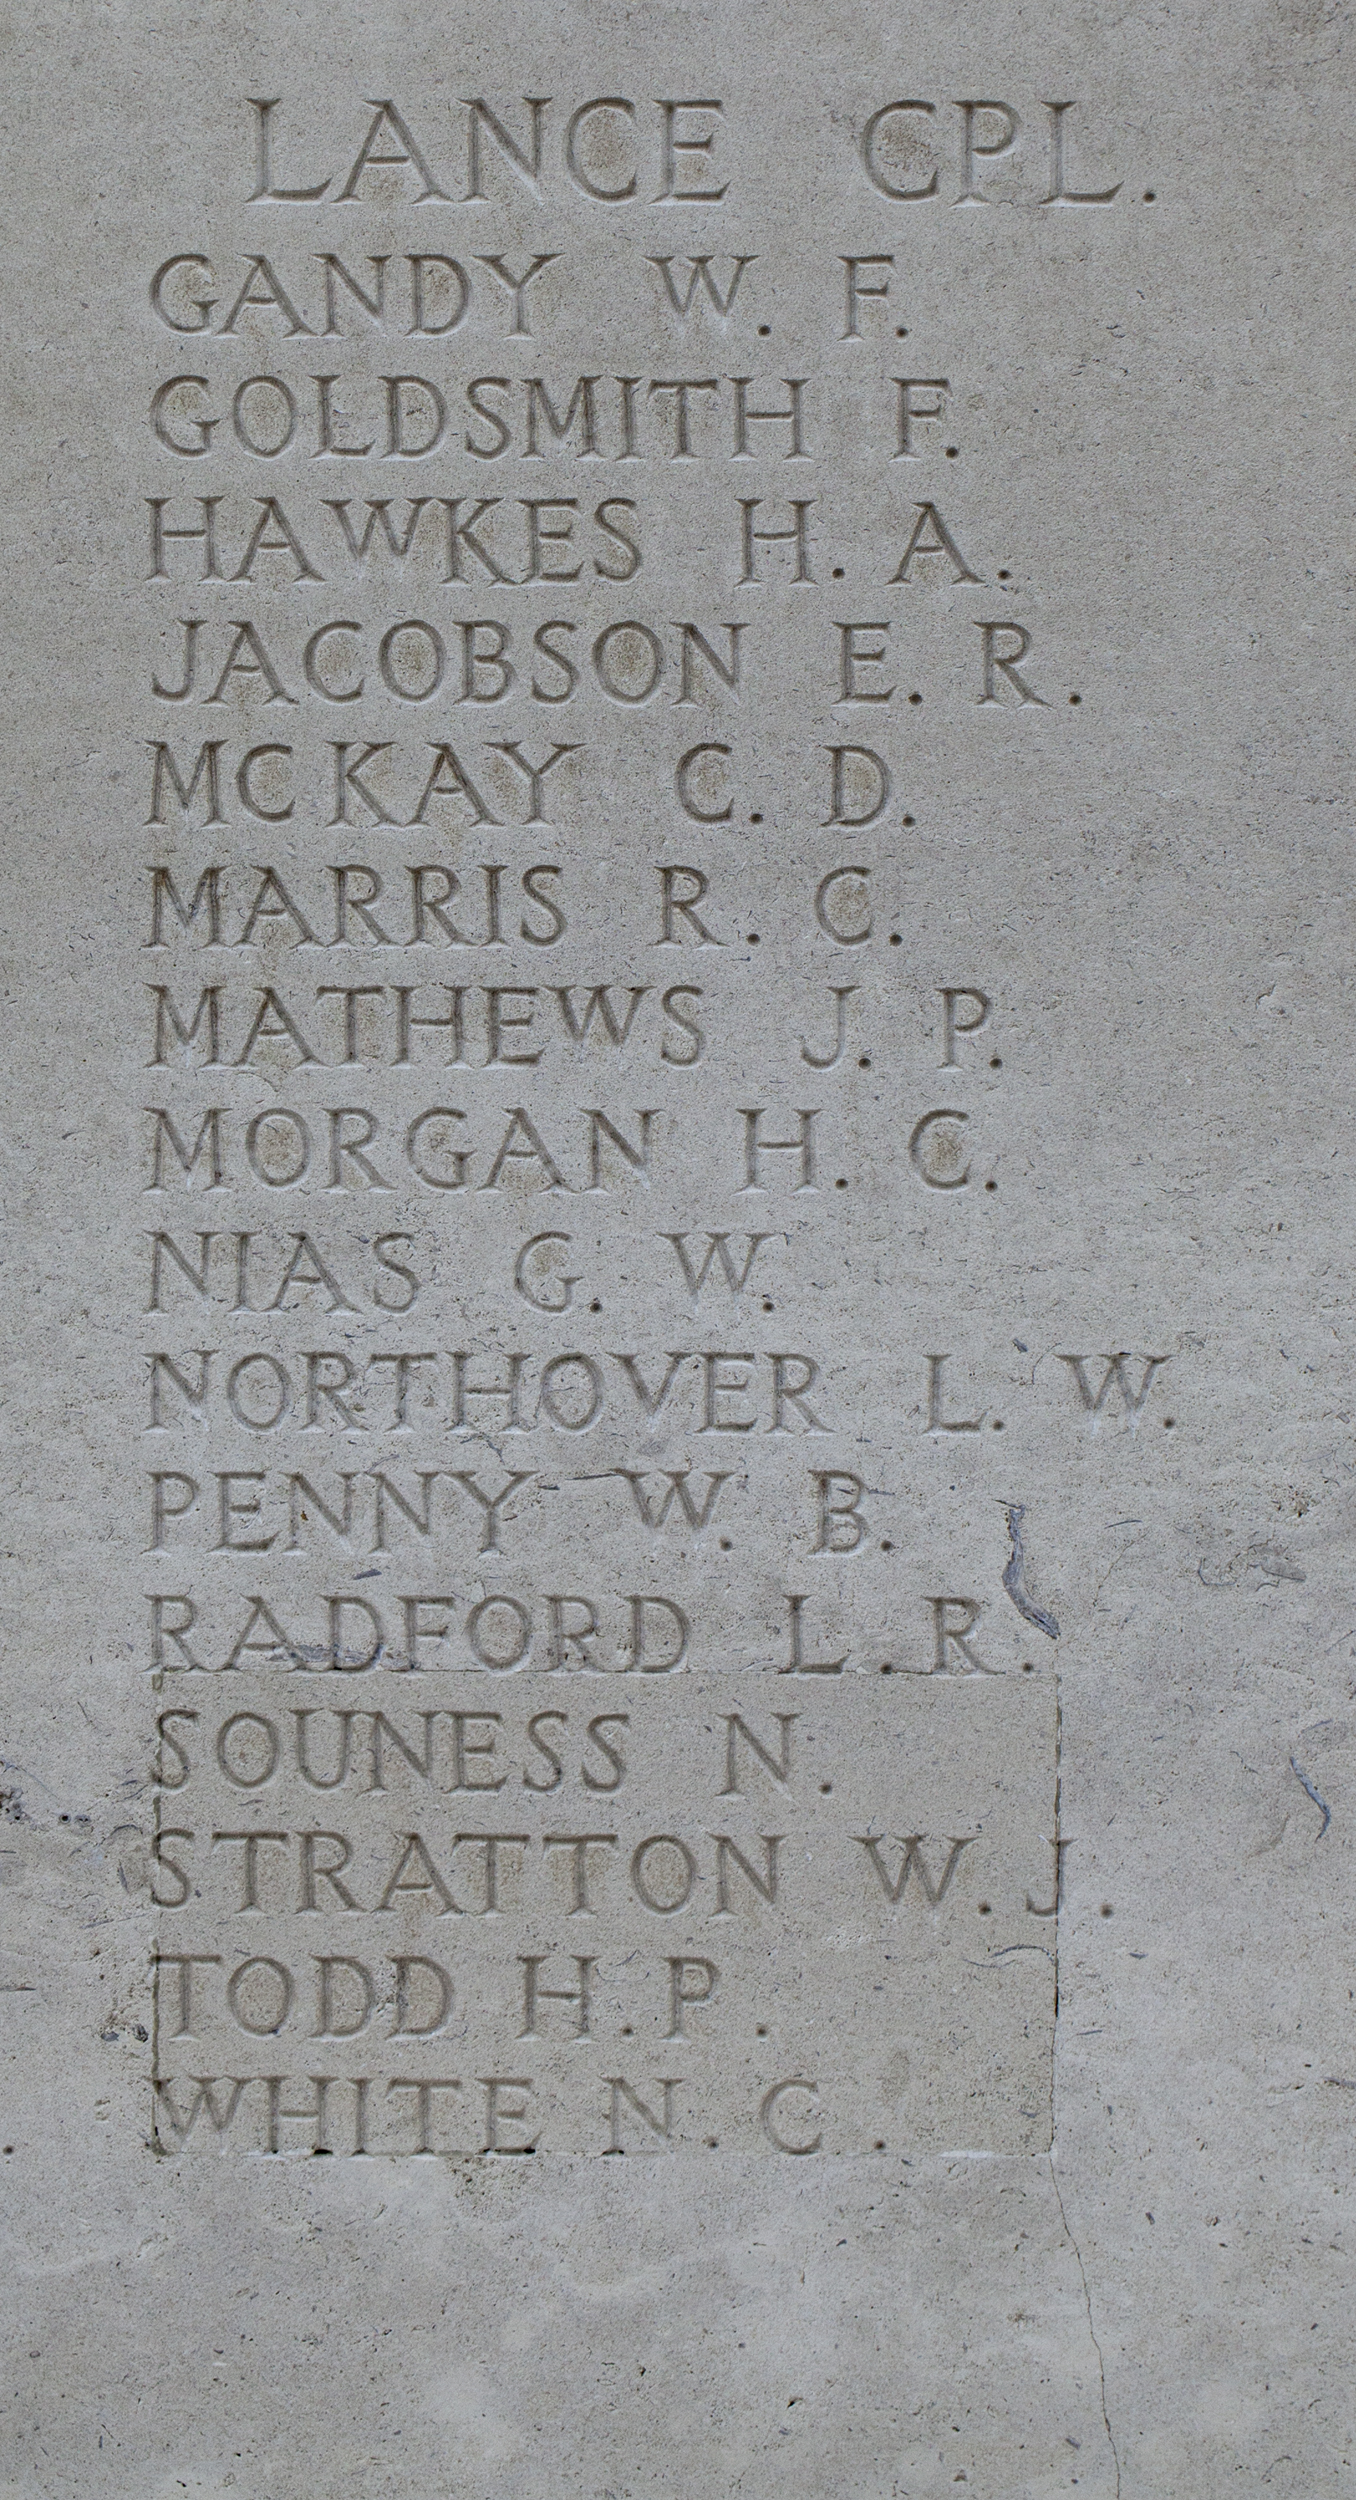 LANCE CPL.
GANDY W. F.
GOLDSMITH F.
HAWKES H. A.
JACOBSON E. R.
MCKAY C. D.
MARRIS R. C.
MATHEWS J. P.
MORGAN H. C.
NIAS G. W.
NORTHOVER L. W.
PENNY W. B.
RADFORD L. R.
SOUNESS N.
STRATTON W. J.
TODD H. P.
WHITE N. C.